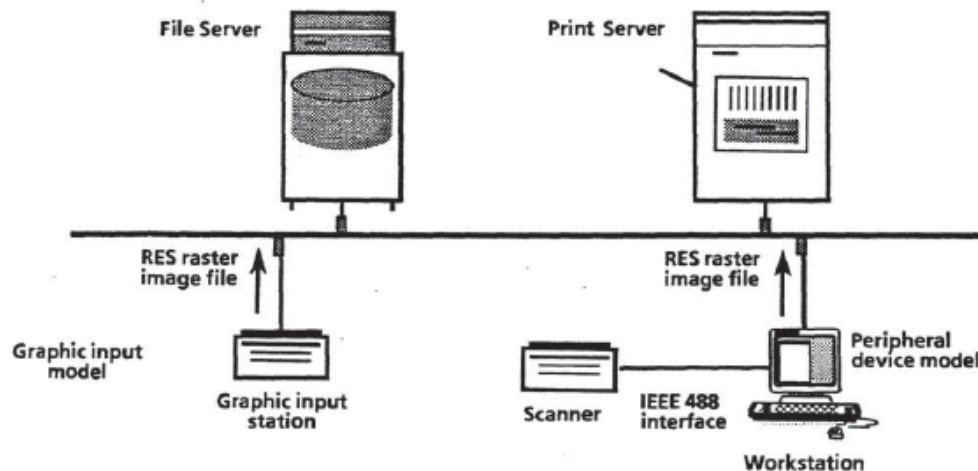 File Server
Print Server
RES raster
image file
RES raster
image file
Graphic input
model
Graphic input
station
Scanner
IEEE 488
interface
Peripheral
device model
Workstation